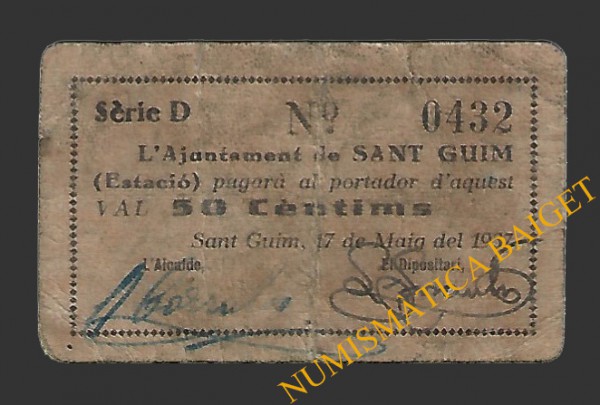 Sèrie D Nº 0432
L'Ajuntament de SANT GUIM
(Estació) pagarà al portador d'aquest
VAL 50 Cèntims
Sant Guim, 17 de Maig del 1937
L'Alcalde, El Dipositari,
NUMISMATICA BAIGET